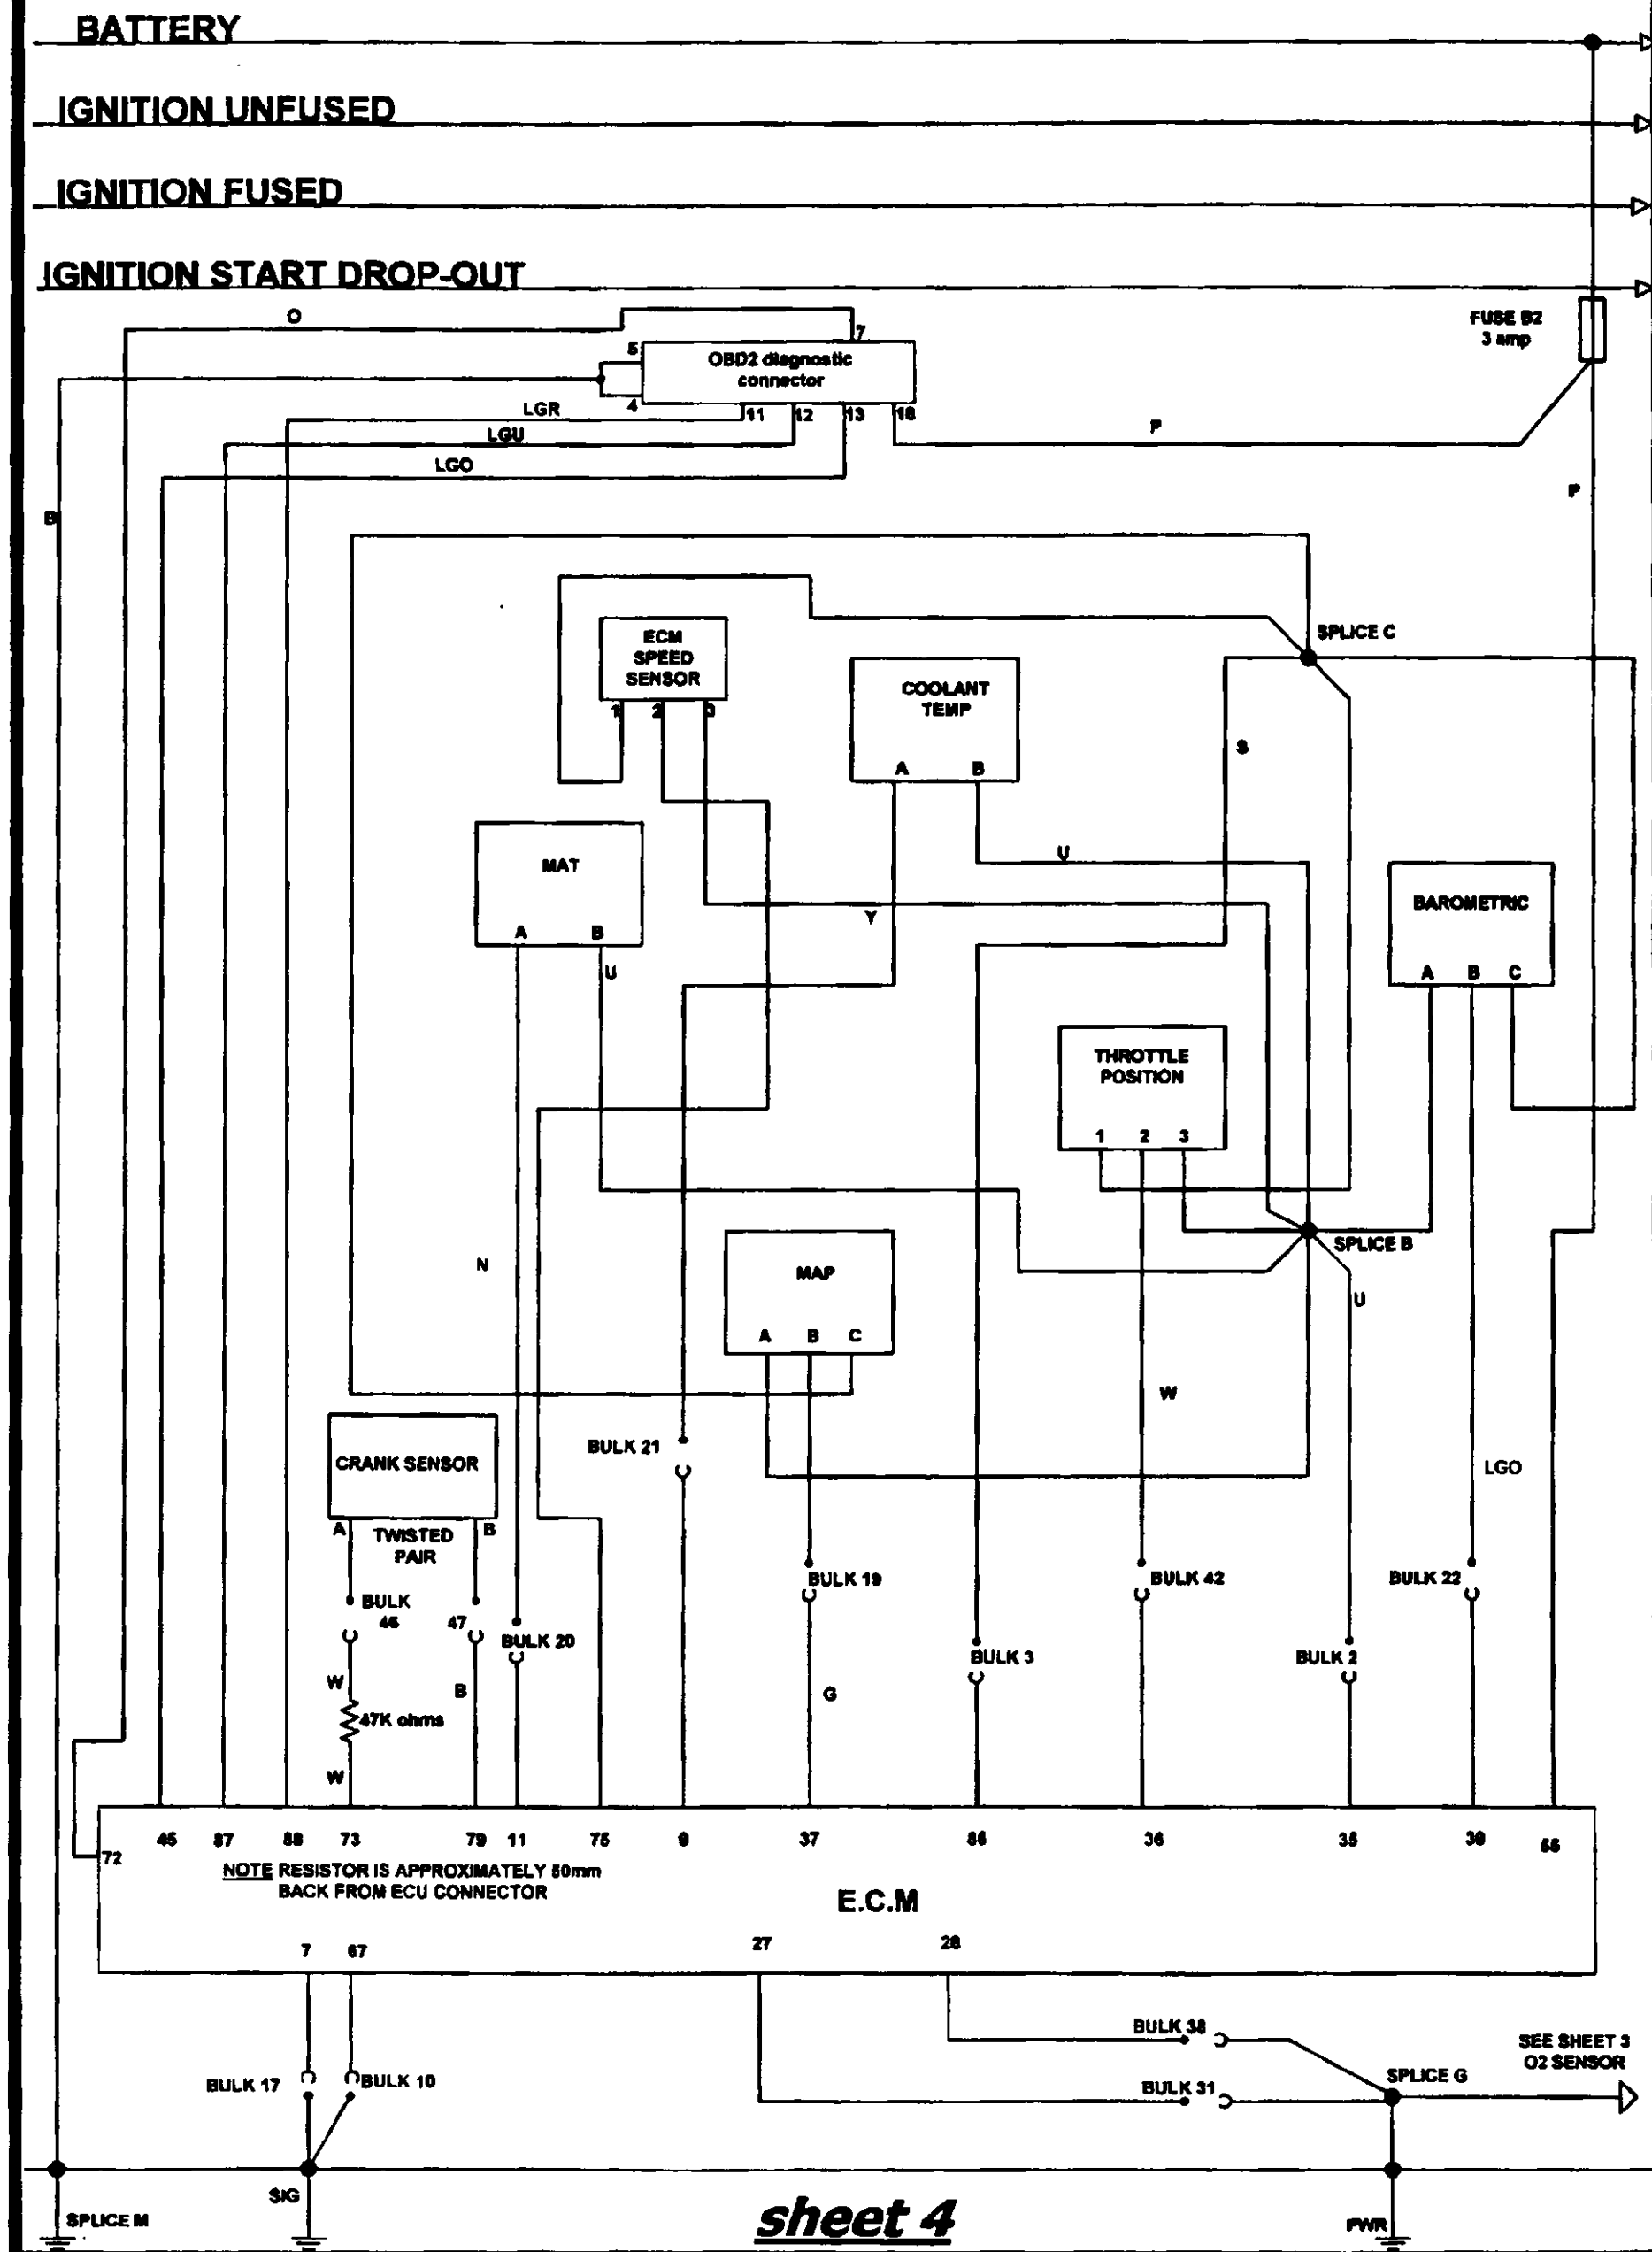 BATTERY
IGNITION UNFUSED
IGNITION FUSED
IGNITION START DROP-OUT
O
FUSE B2
3 amp
7
5
OBD2 diagnostic
connector
4
11
12
13
16
LGR
LGU
LGO
P
P
B
SPLICE C
ECM
SPEED
SENSOR
1
2
3
COOLANT
TEMP
A
B
S
U
MAT
A
B
U
Y
BAROMETRIC
A
B
C
THROTTLE
POSITION
1
2
3
SPLICE B
N
MAP
A
B
C
U
W
CRANK SENSOR
A
B
TWISTED
PAIR
BULK 21
LGO
BULK
46
47
BULK 20
BULK 19
BULK 42
BULK 22
BULK 3
BULK 2
W
B
G
47K ohms
W
72
45
87
88
73
79
11
75
9
37
86
36
35
39
55
NOTE RESISTOR IS APPROXIMATELY 50mm
BACK FROM ECU CONNECTOR
E.C.M
7
67
27
28
BULK 17
BULK 10
BULK 38
BULK 31
SPLICE G
SEE SHEET 3
O2 SENSOR
SPLICE M
SIG
sheet 4
PWR